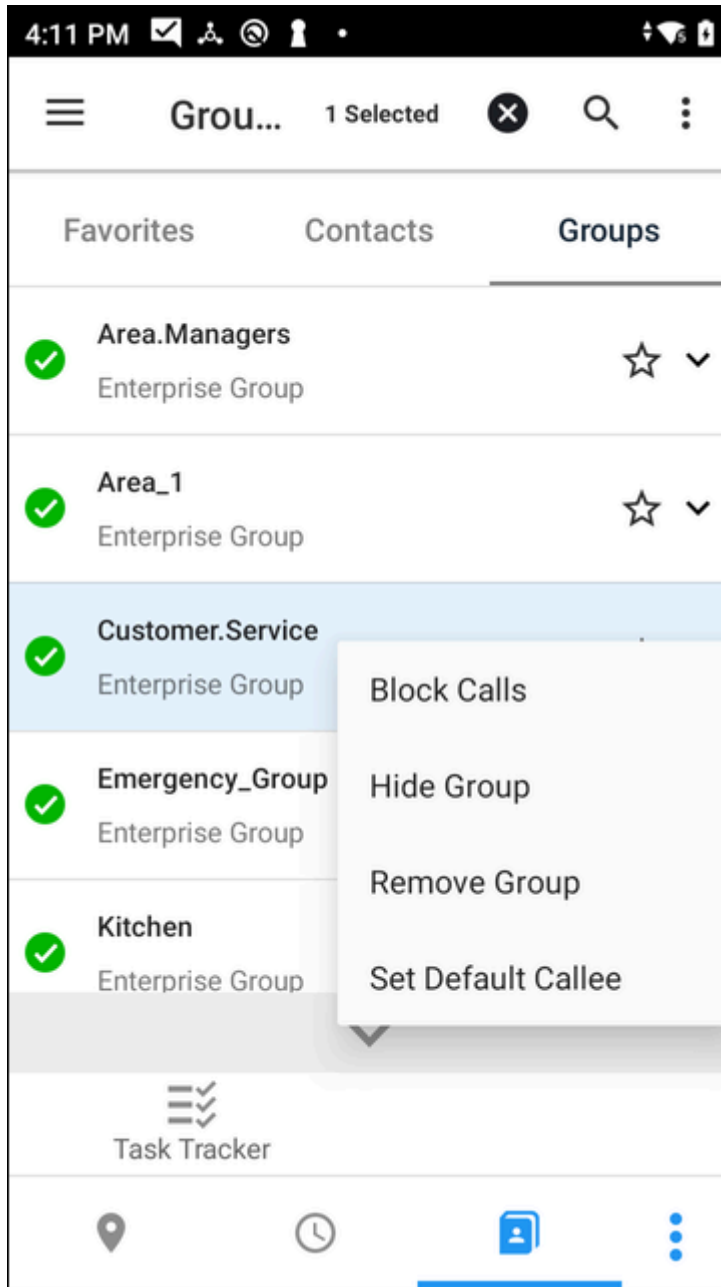 4:11 PM
Grou... 1 Selected
Favorites Contacts Groups
Area.Managers
Enterprise Group
Area_1
Enterprise Group
Customer.Service
Enterprise Group
Block Calls
Hide Group
Remove Group
Set Default Callee
Emergency_Group
Enterprise Group
Kitchen
Enterprise Group
Task Tracker